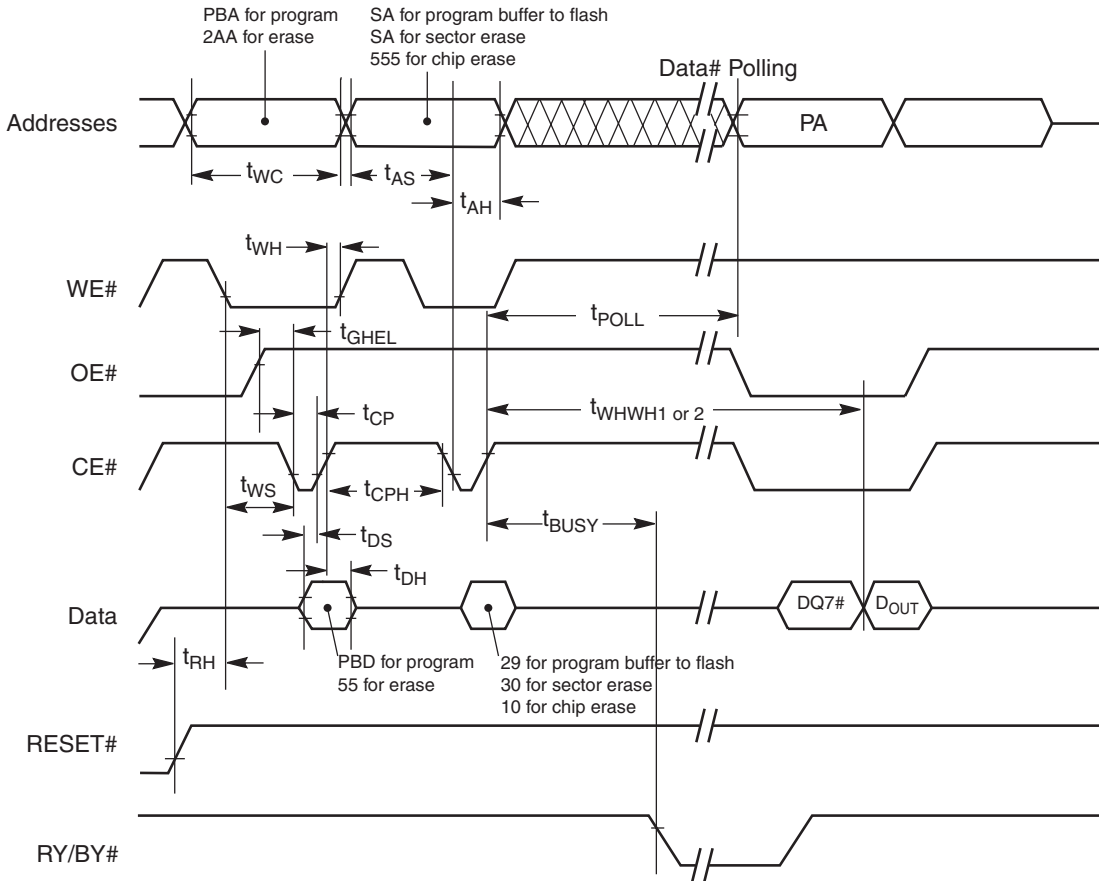 PBA for program
2AA for erase
SA for program buffer to flash
SA for sector erase
555 for chip erase
Data# Polling
Addresses
PA
tWC
tAS
tAH
tWH
WE#
tPOLL
tGHEL
OE#
tCP
tWHWH1 or 2
CE#
tWS
tCPH
tBUSY
tDS
tDH
Data
DQ7#
DOUT
tRH
PBD for program
55 for erase
29 for program buffer to flash
30 for sector erase
10 for chip erase
RESET#
RY/BY#